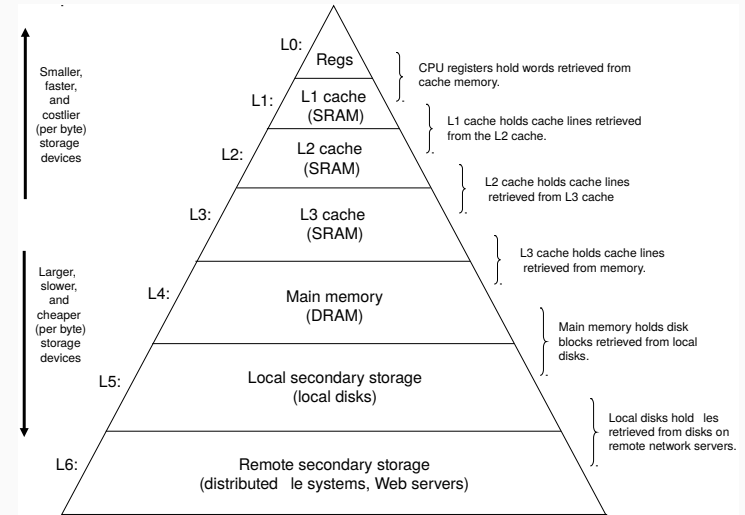 L0:
Regs
CPU registers hold words retrieved from
cache memory.
Smaller,
faster,
and
costlier
(per byte)
storage
devices
L1:
L1 cache
(SRAM)
L1 cache holds cache lines retrieved
from the L2 cache.
L2:
L2 cache
(SRAM)
L2 cache holds cache lines
retrieved from L3 cache
L3:
L3 cache
(SRAM)
L3 cache holds cache lines
retrieved from memory.
Larger,
slower,
and
cheaper
(per byte)
storage
devices
L4:
Main memory
(DRAM)
Main memory holds disk
blocks retrieved from local
disks.
L5:
Local secondary storage
(local disks)
Local disks hold les
retrieved from disks on
remote network servers.
L6:
Remote secondary storage
(distributed le systems, Web servers)